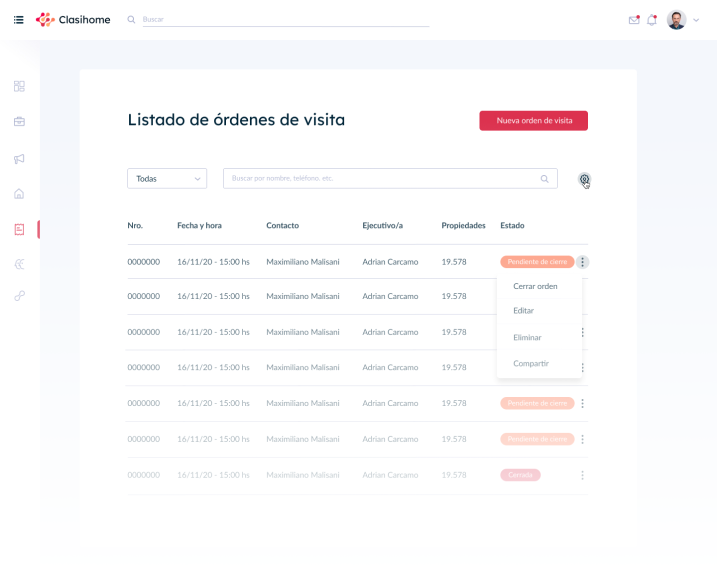 Clasihome
Buscar
Listado de órdenes de visita
Nueva orden de visita
Todas
Buscar por nombre, teléfono, etc.
Nro. Fecha y hora Contacto Ejecutivo/a Propiedades Estado
0000000 16/11/20 - 15:00 hs Maximiliano Malisani Adrian Carcamo 19.578 Pendiente de cierre
Cerrar orden
0000000 16/11/20 - 15:00 hs Maximiliano Malisani Adrian Carcamo 19.578
Editar
0000000 16/11/20 - 15:00 hs Maximiliano Malisani Adrian Carcamo 19.578
Eliminar
Compartir
0000000 16/11/20 - 15:00 hs Maximiliano Malisani Adrian Carcamo 19.578
0000000 16/11/20 - 15:00 hs Maximiliano Malisani Adrian Carcamo 19.578 Pendiente de cierre
0000000 16/11/20 - 15:00 hs Maximiliano Malisani Adrian Carcamo 19.578 Pendiente de cierre
0000000 16/11/20 - 15:00 hs Maximiliano Malisani Adrian Carcamo 19.578 Cerrada